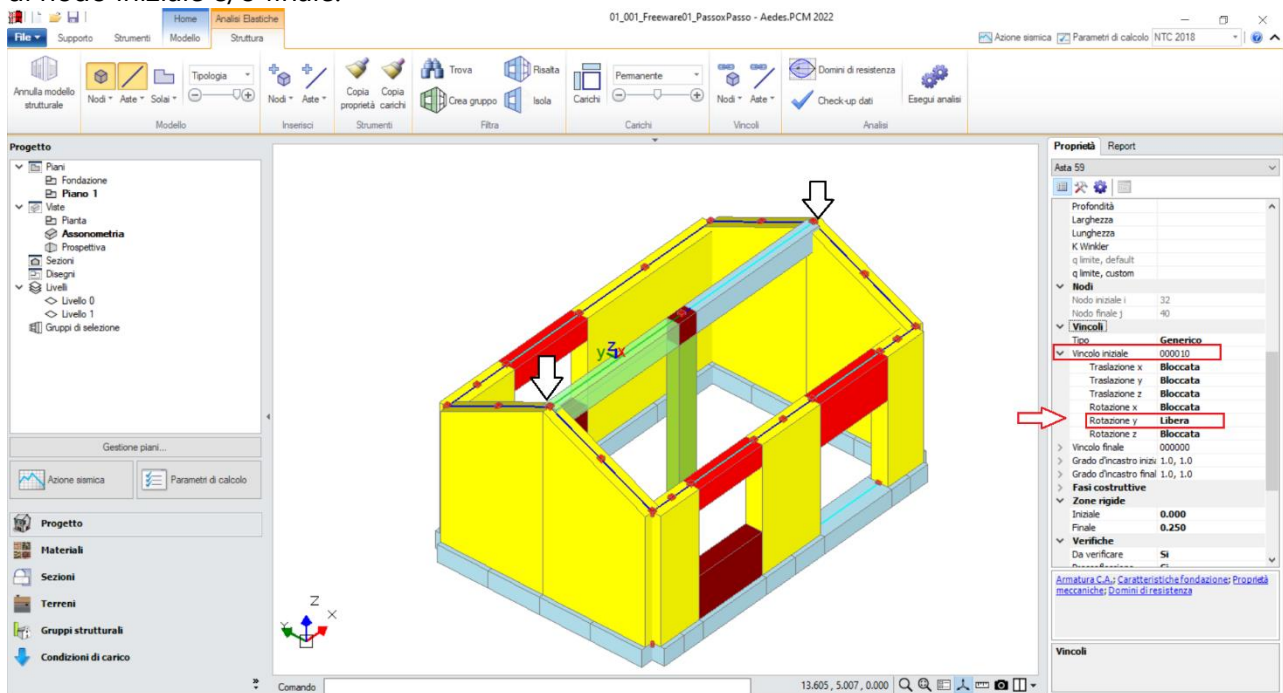 di nodo iniziale e/o finale.
Home
Analisi Elastiche
01_001_Freeware01_PassoxPasso - Aedes.PCM 2022
File
Supporto
Strumenti
Modello
Struttura
Azione sismica
Parametri di calcolo
NTC 2018
Annulla modello strutturale
Nodi
Aste
Solai
Tipologia
Modello
Nodi
Aste
Inserisci
Copia proprietà
Copia carichi
Strumenti
Trova
Crea gruppo
Risalta
Isola
Filtra
Carichi
Permanente
Carichi
Nodi
Aste
Vincoli
Domini di resistenza
Check-up dati
Esegui analisi
Analisi
Progetto
Piani
Fondazione
Piano 1
Viste
Pianta
Assonometria
Prospettiva
Sezioni
Disegni
Livelli
Livello 0
Livello 1
Gruppi di selezione
Gestione piani...
Azione sismica
Parametri di calcolo
Progetto
Materiali
Sezioni
Terreni
Gruppi strutturali
Condizioni di carico
z
y
x
Z
X
Y
Comando
13.605 , 5.007 , 0.000
Proprietà
Report
Asta 59
Profondità
Larghezza
Lunghezza
K Winkler
q limite, default
q limite, custom
Nodi
Nodo iniziale i 32
Nodo finale j 40
Vincoli
Tipo Generico
Vincolo iniziale 000010
Traslazione x Bloccata
Traslazione y Bloccata
Traslazione z Bloccata
Rotazione x Bloccata
Rotazione y Libera
Rotazione z Bloccata
Vincolo finale 000000
Grado d'incastro inizia 1.0, 1.0
Grado d'incastro final 1.0, 1.0
Fasi costruttive
Zone rigide
Iniziale 0.000
Finale 0.250
Verifiche
Da verificare Sì
Armatura C.A.; Caratteristiche fondazione; Proprietà
meccaniche; Domini di resistenza
Vincoli